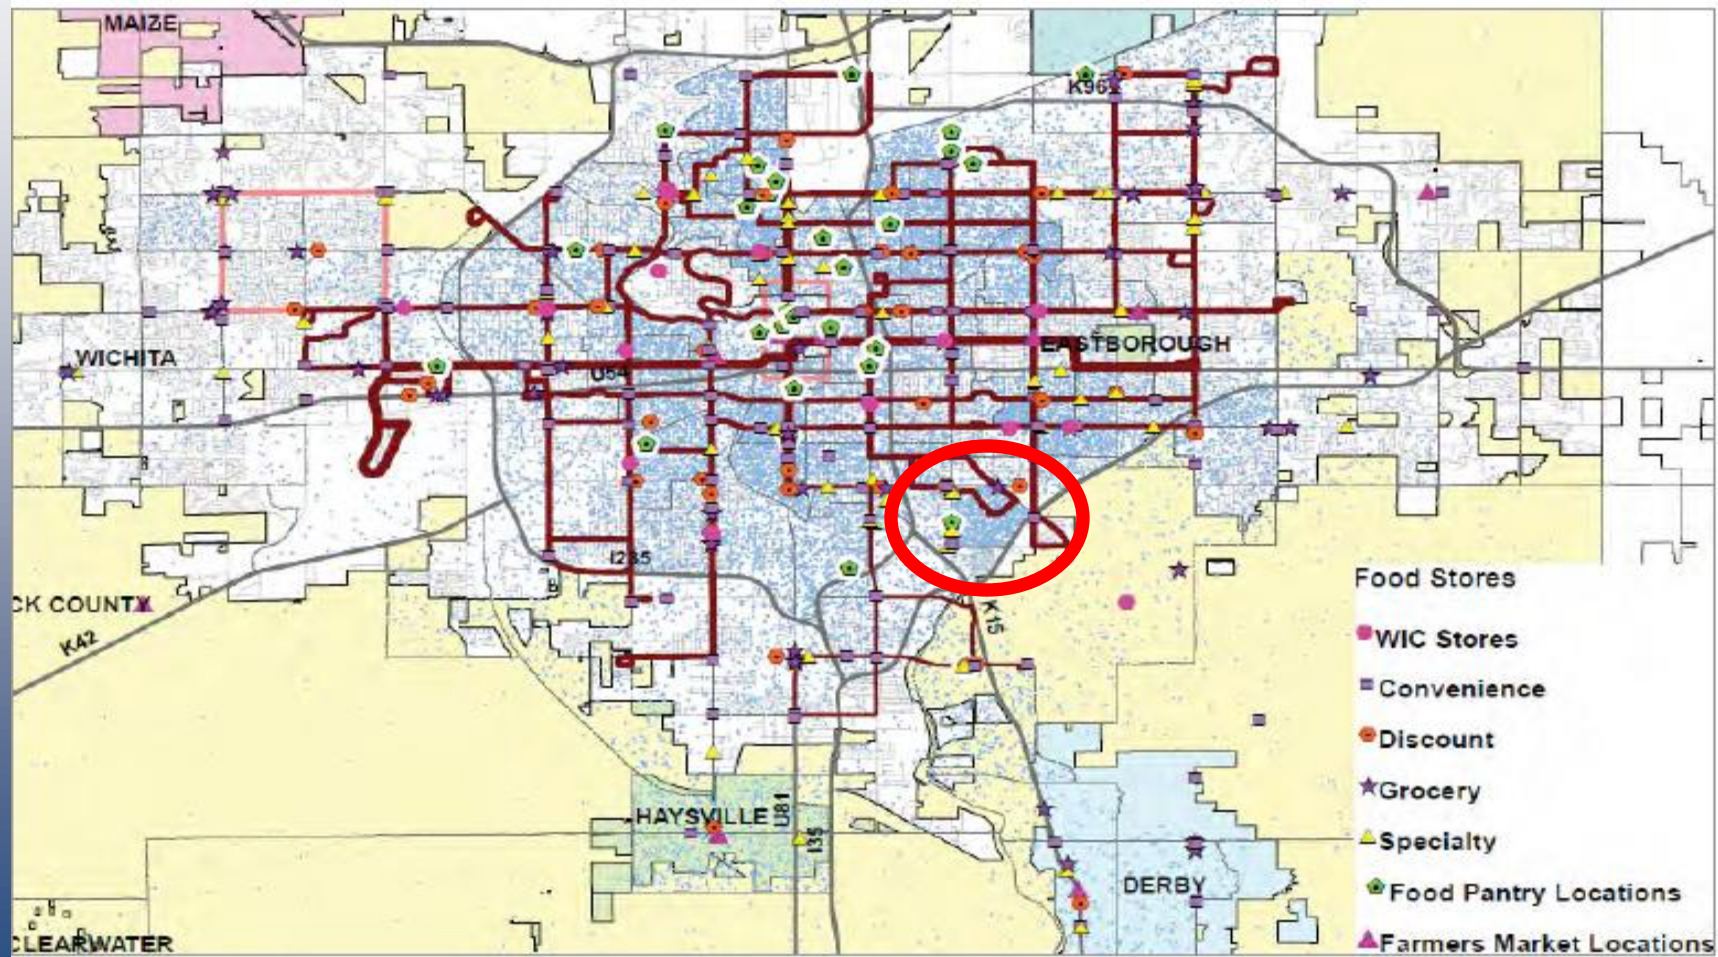 MAIZE
K96
WICHITA
EASTBOROUGH
U54
I235
CK COUNTY
K42
K15
HAYSVILLE
U81
I35
DERBY
CLEARWATER
Food Stores
WIC Stores
Convenience
Discount
Grocery
Specialty
Food Pantry Locations
Farmers Market Locations